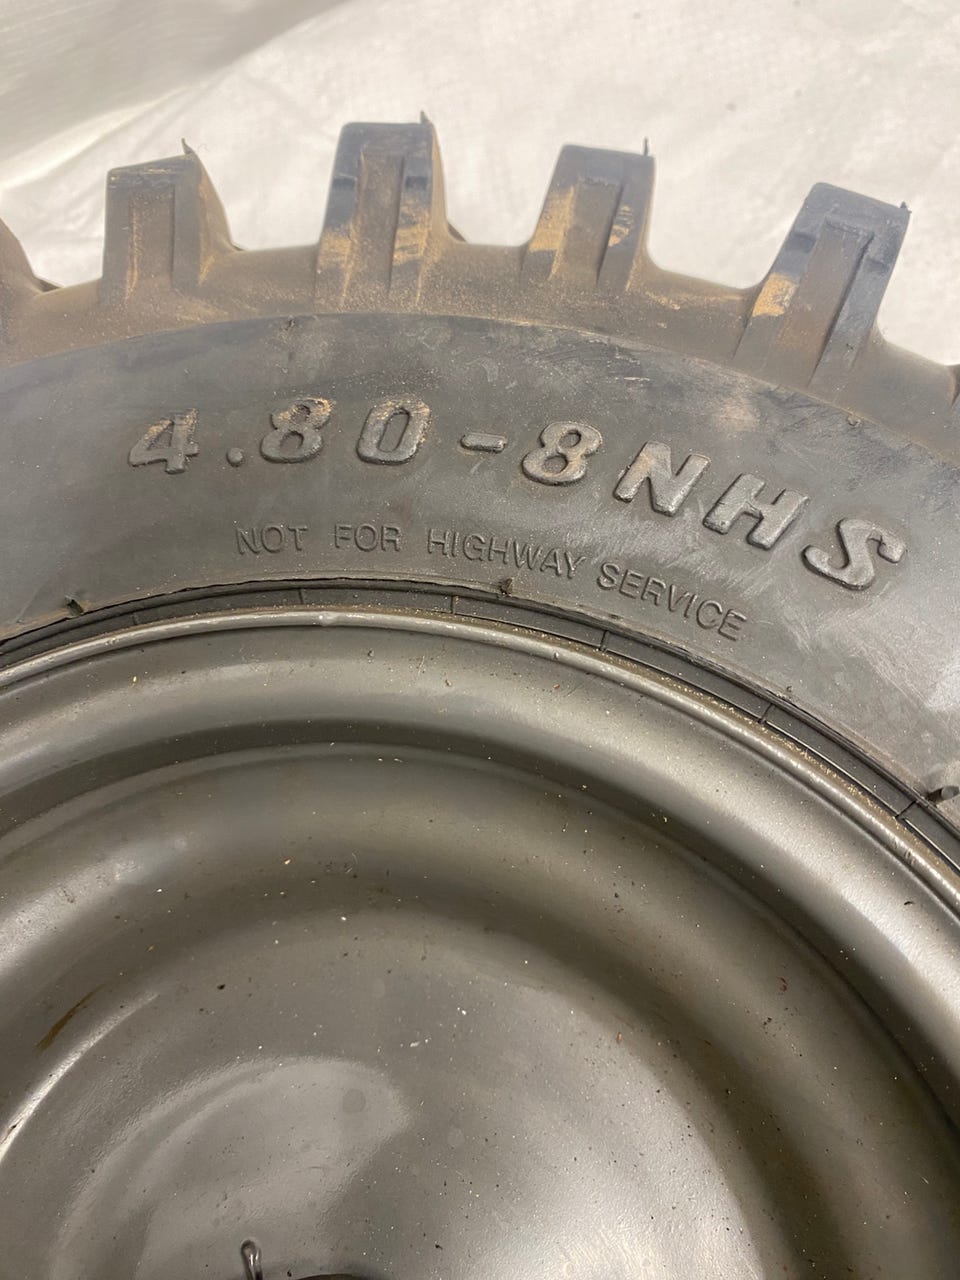 4.80-8NHS
NOT FOR HIGHWAY SERVICE